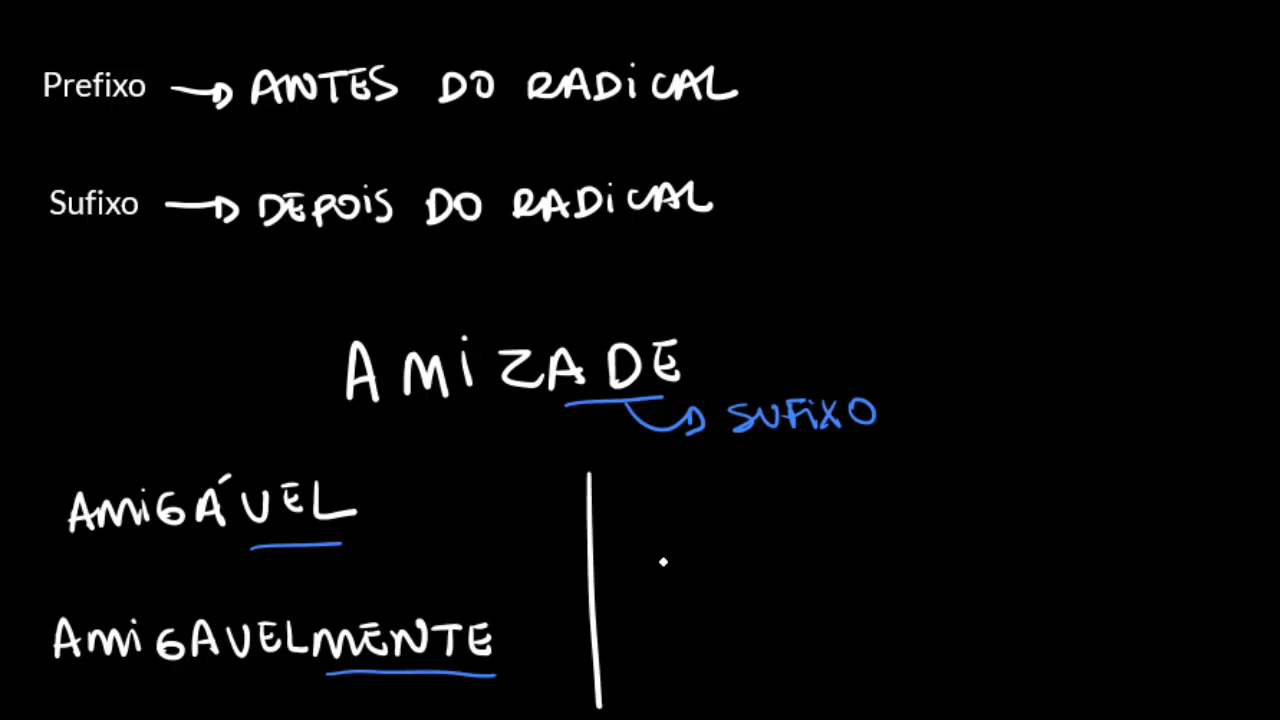 Prefixo → ANTES DO RADICAL
Sufixo → DEPOIS DO RADICAL
AMIZADE
→ SUFIXO
AMIGÁVEL
AMIGAVELMENTE